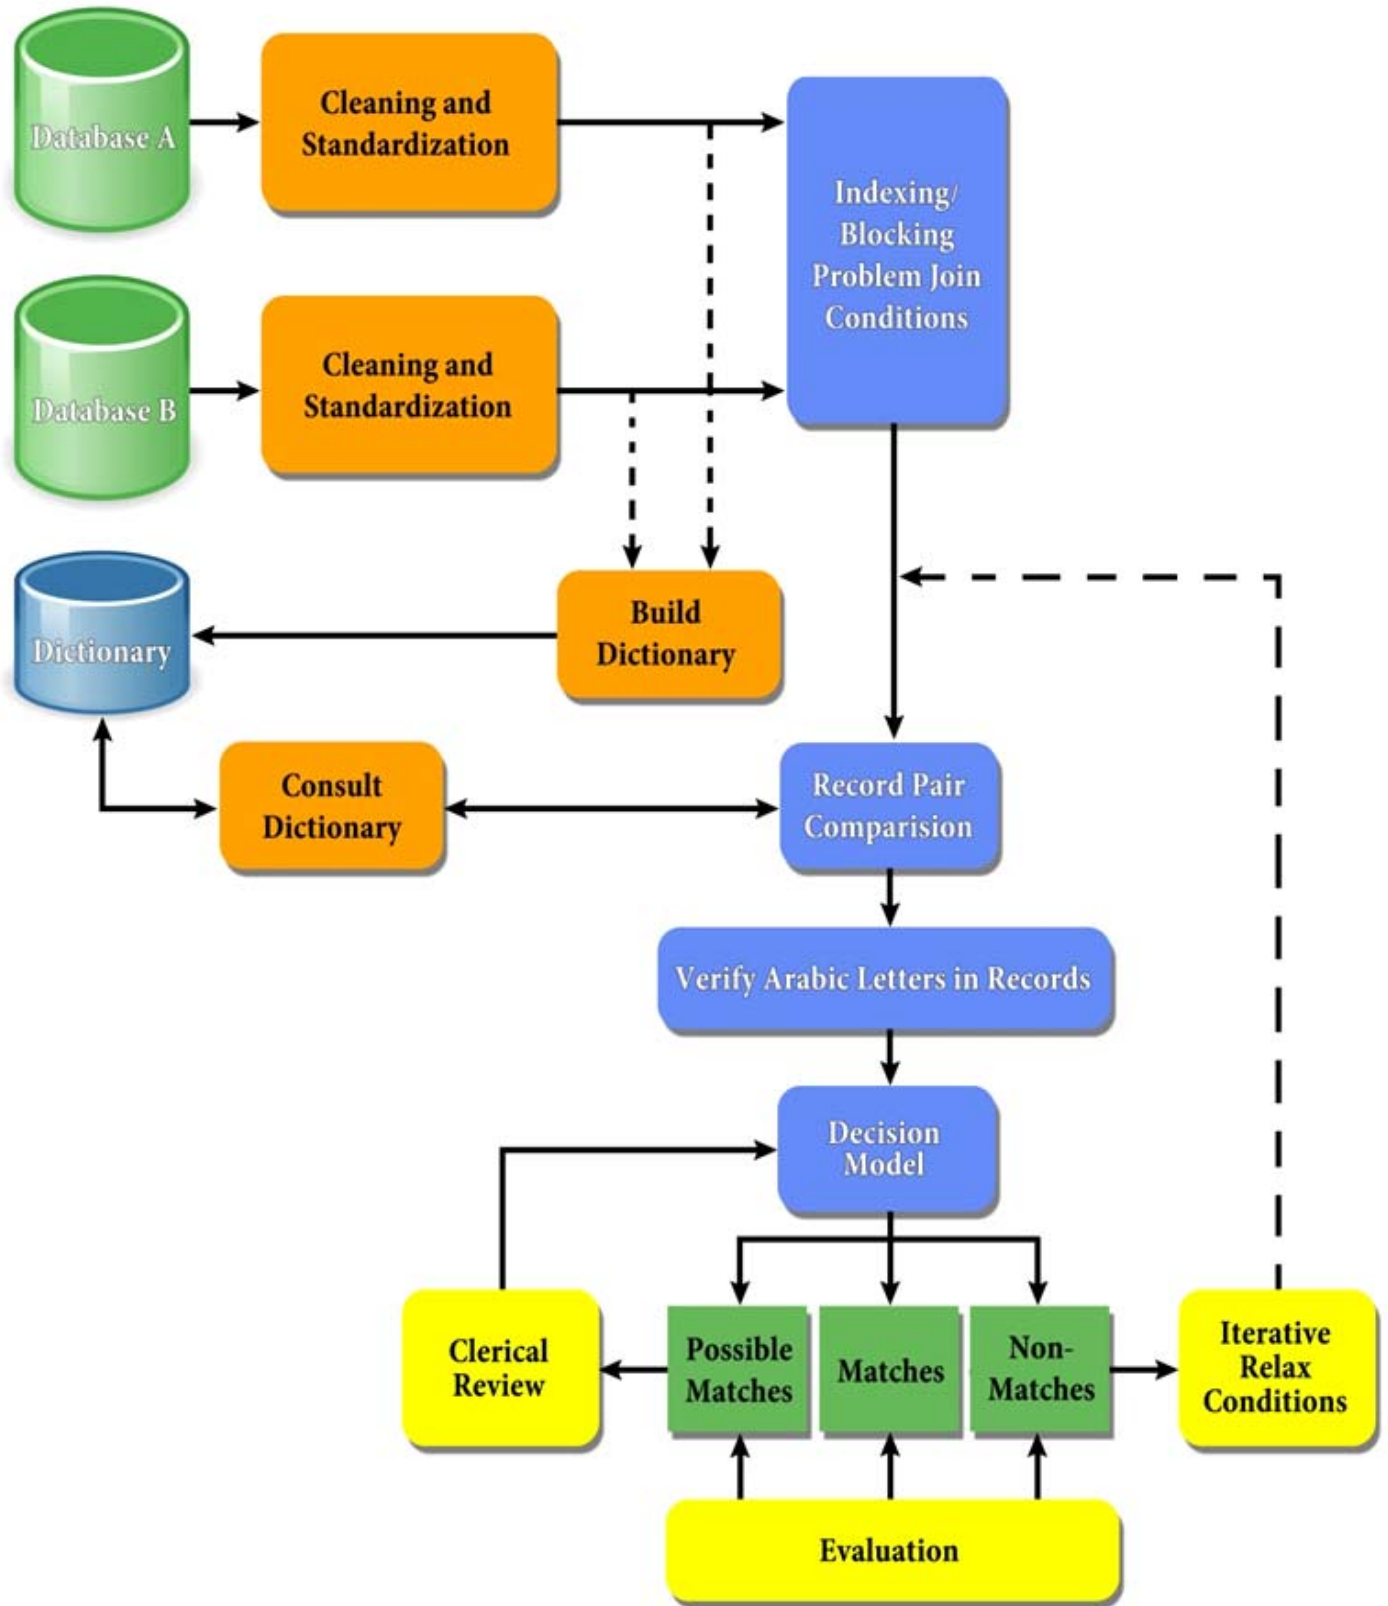 Database A
Cleaning and
Standardization
Indexing/
Blocking
Problem Join
Conditions
Database B
Cleaning and
Standardization
Dictionary
Build
Dictionary
Consult
Dictionary
Record Pair
Comparision
Verify Arabic Letters in Records
Decision
Model
Clerical
Review
Possible
Matches
Matches
Non-
Matches
Iterative
Relax
Conditions
Evaluation